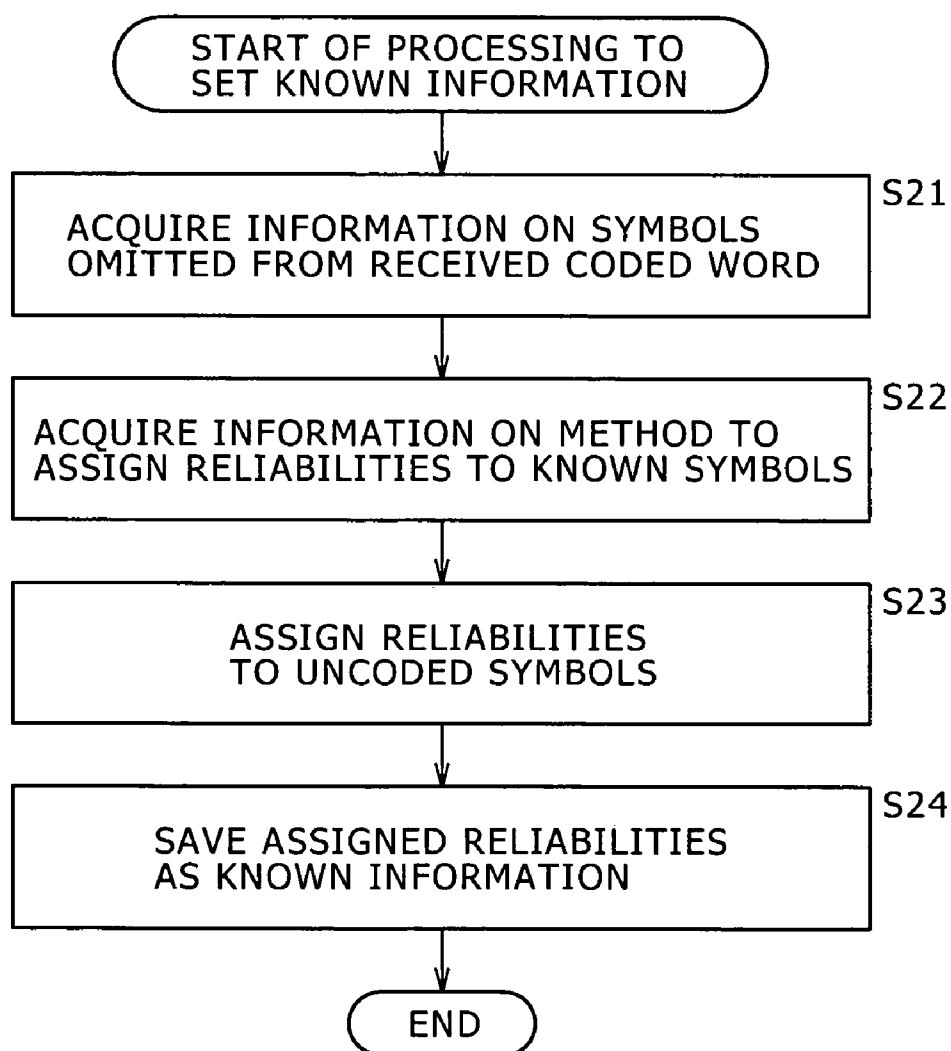 START OF PROCESSING TO
SET KNOWN INFORMATION
S21
ACQUIRE INFORMATION ON SYMBOLS
OMITTED FROM RECEIVED CODED WORD
S22
ACQUIRE INFORMATION ON METHOD TO
ASSIGN RELIABILITIES TO KNOWN SYMBOLS
S23
ASSIGN RELIABILITIES
TO UNCODED SYMBOLS
S24
SAVE ASSIGNED RELIABILITIES
AS KNOWN INFORMATION
END